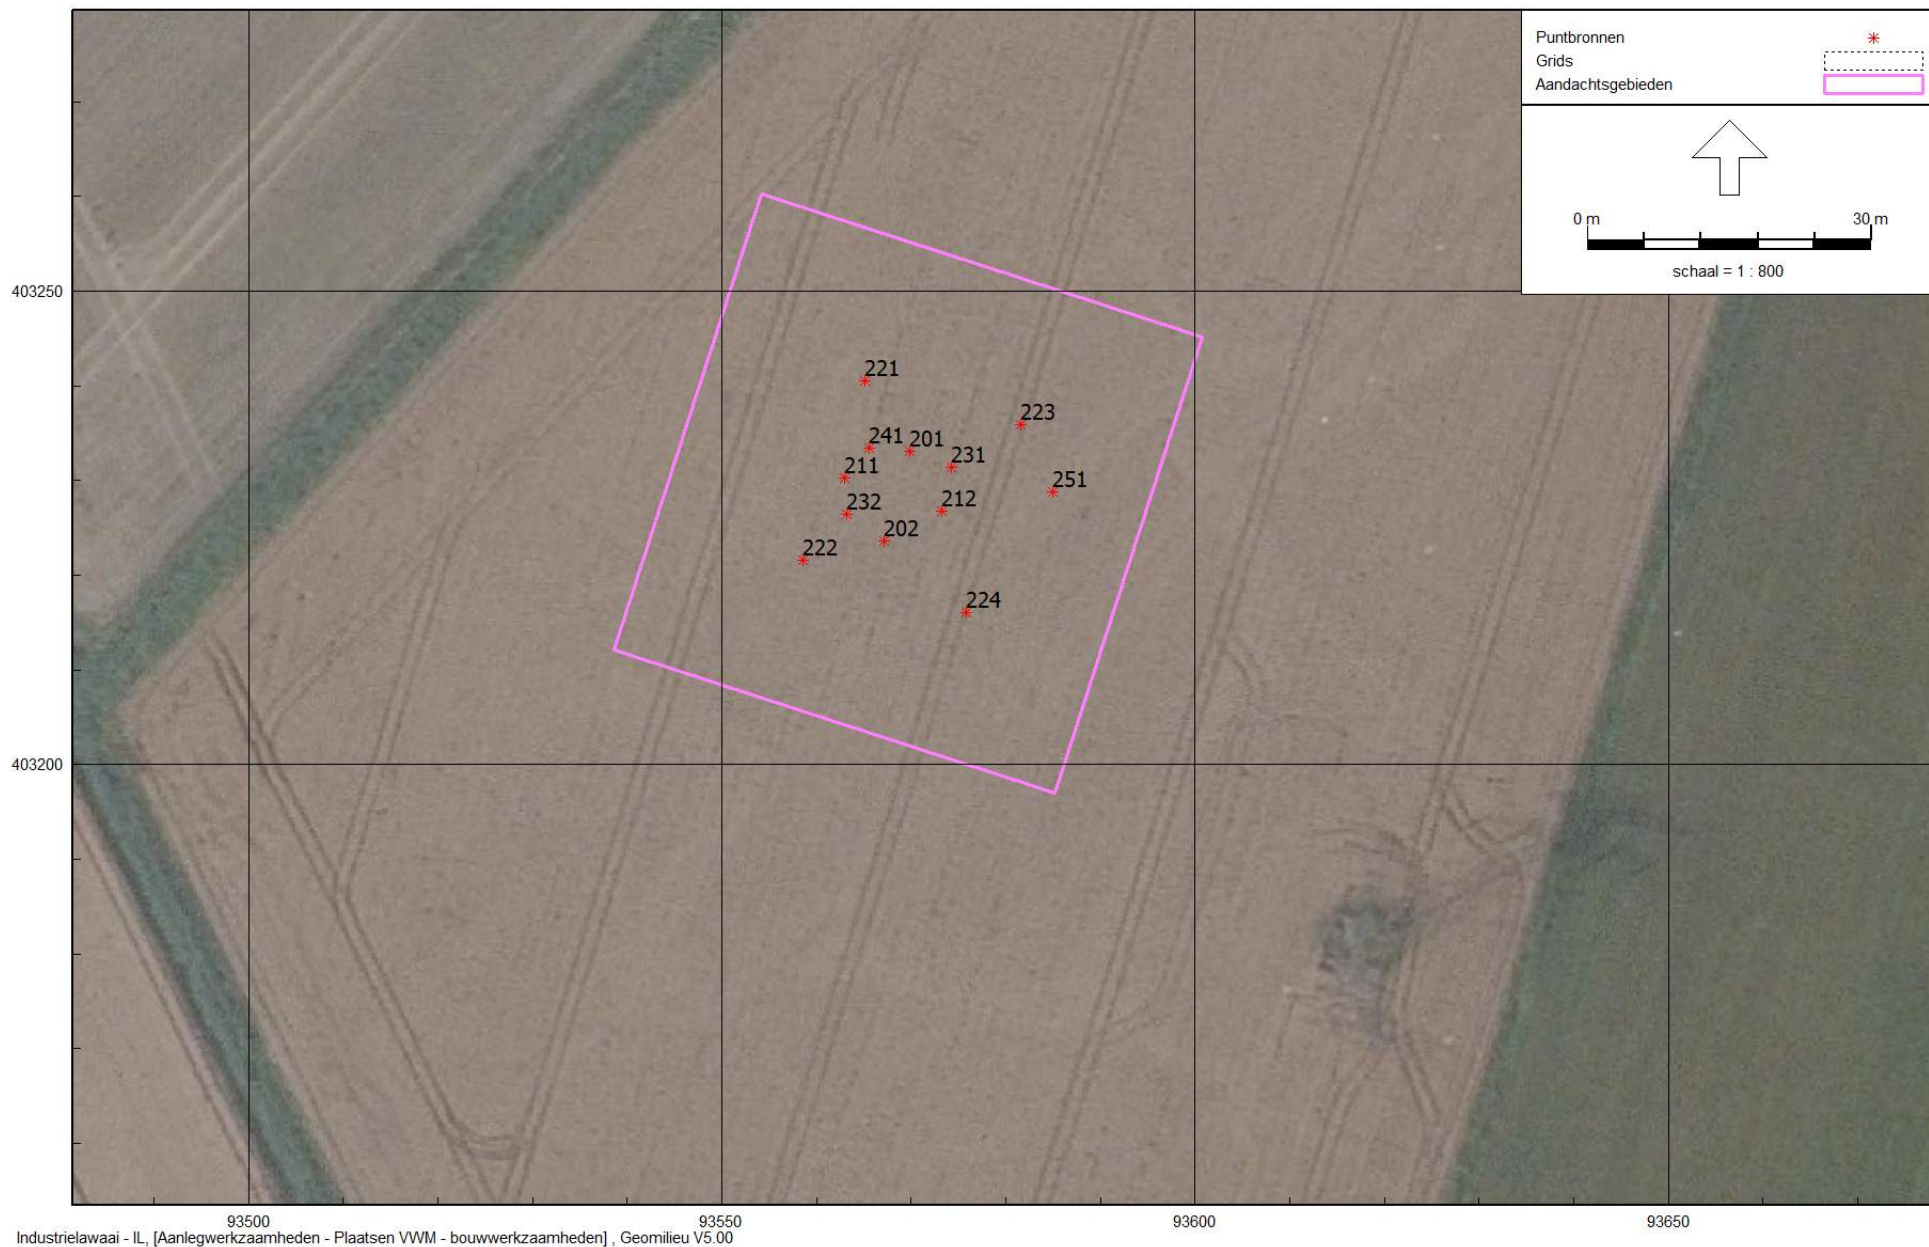 Puntbronnen
Grids
Aandachtsgebieden
0 m 30 m
schaal = 1 : 800
403250
221
223
241 201
231
211
251
232 212
202
222
224
403200
93500 93550 93600 93650
Industrielawaai - IL, [Aanlegwerkzaamheden - Plaatsen VWM - bouwwerkzaamheden] , Geomilieu V5.00